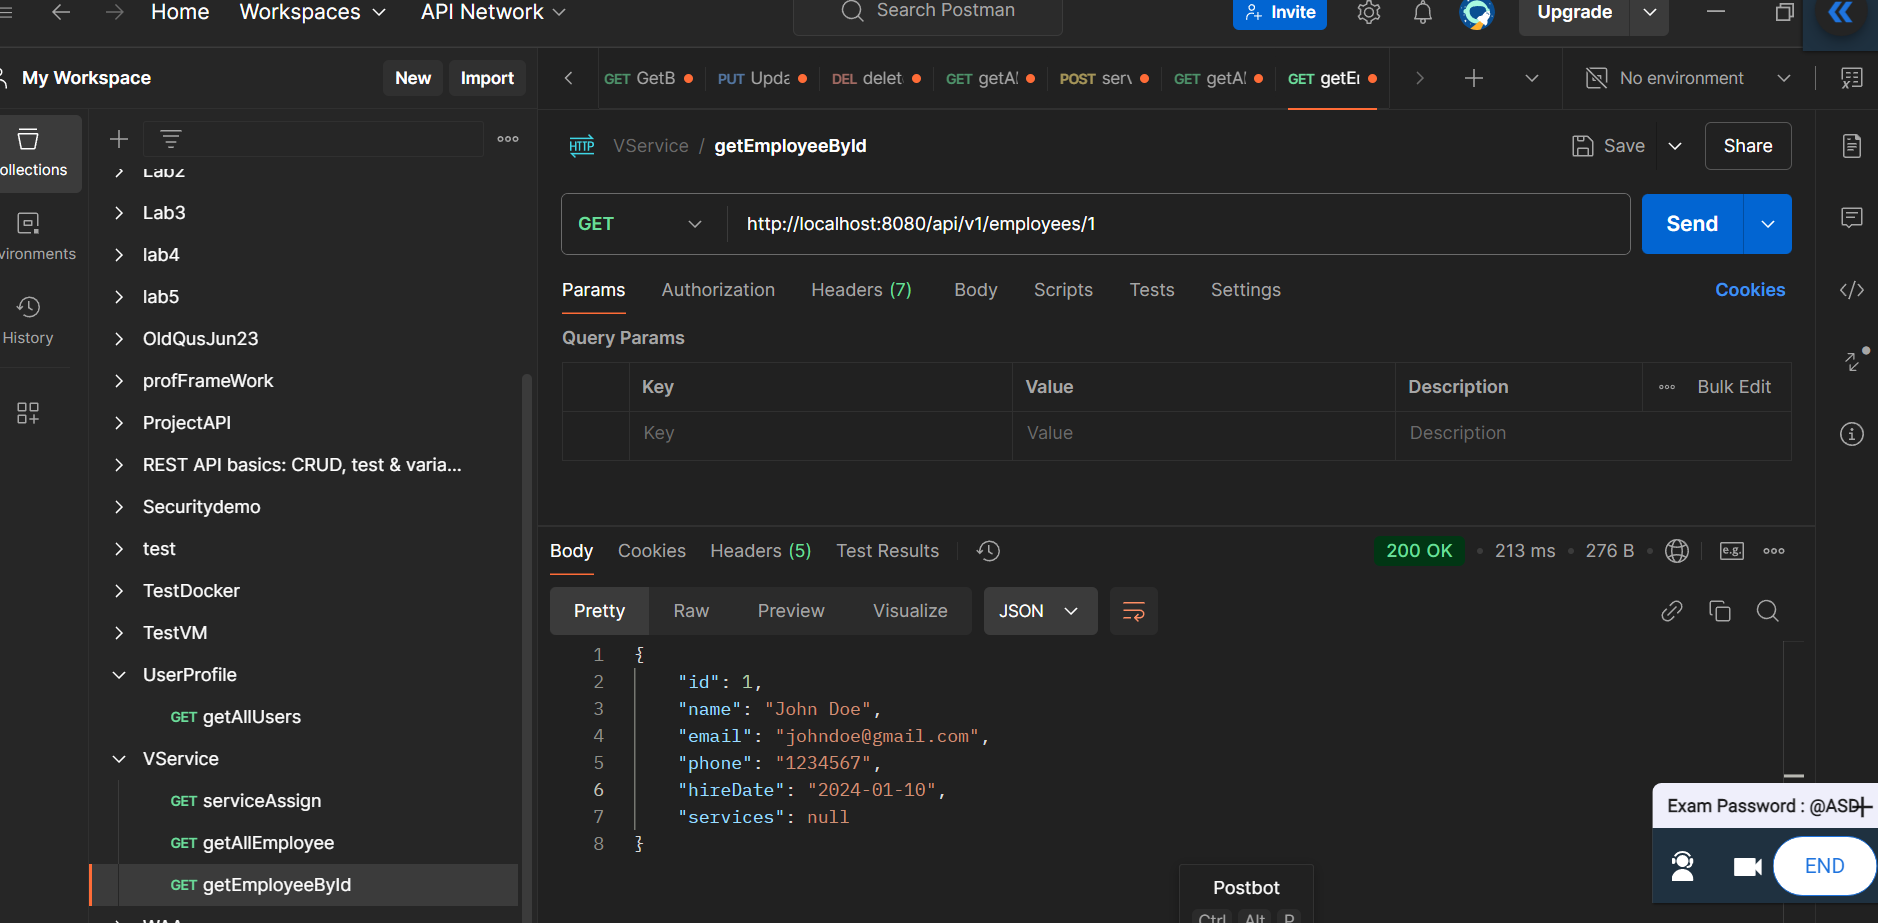 Home Workspaces API Network Search Postman Invite Upgrade
My Workspace New Import
GET GetB PUT Upda DEL delet GET getAl POST serv GET getAl GET getEr No environment
ollections
vironments
History
Lab2
Lab3
lab4
lab5
OldQusJun23
profFrameWork
ProjectAPI
REST API basics: CRUD, test & varia...
Securitydemo
test
TestDocker
TestVM
UserProfile
GET getAllUsers
VService
GET serviceAssign
GET getAllEmployee
GET getEmployeeById
HTTP VService / getEmployeeById Save Share
GET http://localhost:8080/api/v1/employees/1 Send
Params Authorization Headers (7) Body Scripts Tests Settings Cookies
Query Params
Key Value Description Bulk Edit
Key Value Description
Body Cookies Headers (5) Test Results 200 OK 213 ms 276 B e.g.
Pretty Raw Preview Visualize JSON
1 {
2 "id": 1,
3 "name": "John Doe",
4 "email": "johndoe@gmail.com",
5 "phone": "1234567",
6 "hireDate": "2024-01-10",
7 "services": null
8 }
Postbot
Ctrl Alt P
Exam Password : @ASD
END